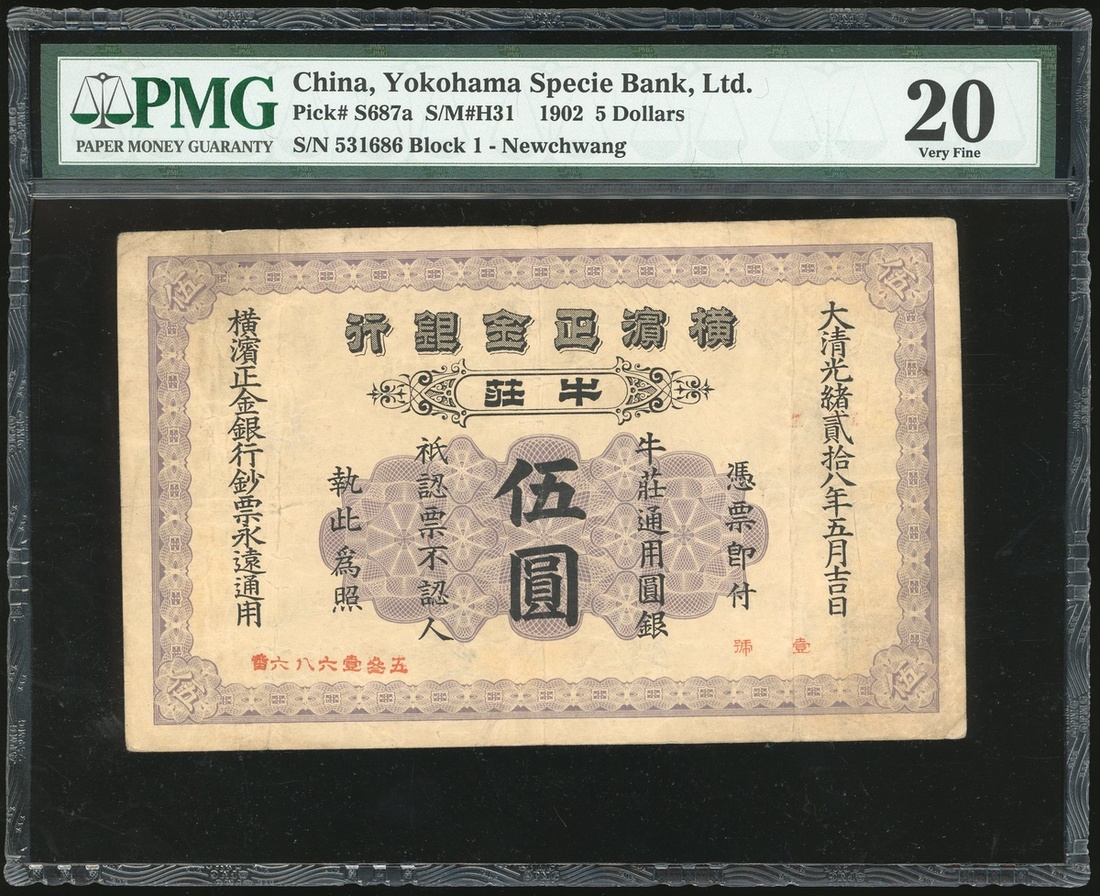 PMG
PAPER MONEY GUARANTY
China, Yokohama Specie Bank, Ltd.
Pick# S687a S/M#H31 1902 5 Dollars
S/N 531686 Block 1 - Newchwang
20
Very Fine
伍
伍
橫濱正金銀行
牛莊
大清光緒貳拾八年五月吉日
憑票即付
牛莊通用圓銀
伍圓
祇認票不認人
執此爲照
橫濱正金銀行鈔票永遠通用
壹號
五叁壹六八六番
伍
伍